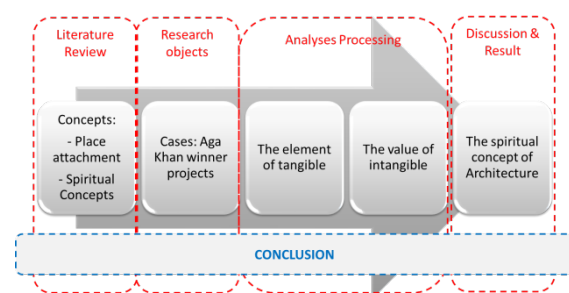 Literature
Review
Research
objects
Analyses Processing
Discussion &
Result
Concepts:
- Place
attachment
- Spiritual
Concepts
Cases: Aga
Khan winner
projects
The element
of tangible
The value of
intangible
The spiritual
concept of
Architecture
CONCLUSION